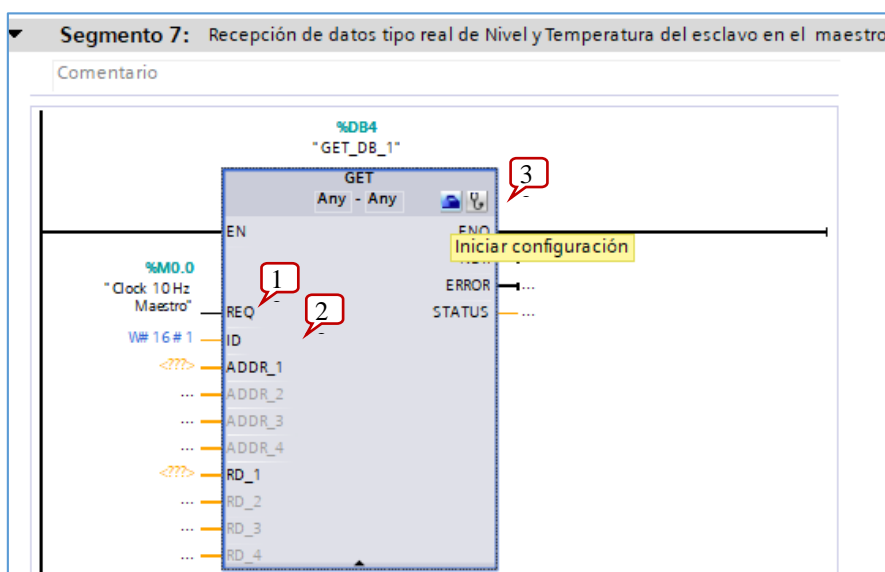 Segmento 7: Recepción de datos tipo real de Nivel y Temperatura del esclavo en el maestro
Comentario
%DB4
"GET_DB_1"
GET
Any - Any
3
EN
ENO
Iniciar configuración
%M0.0
"Clock 10 Hz
Maestro"
1
REQ
ERROR ...
2
STATUS ...
W#16#1
ID
<???> ADDR_1
... ADDR_2
... ADDR_3
... ADDR_4
<???> RD_1
... RD_2
... RD_3
... RD_4